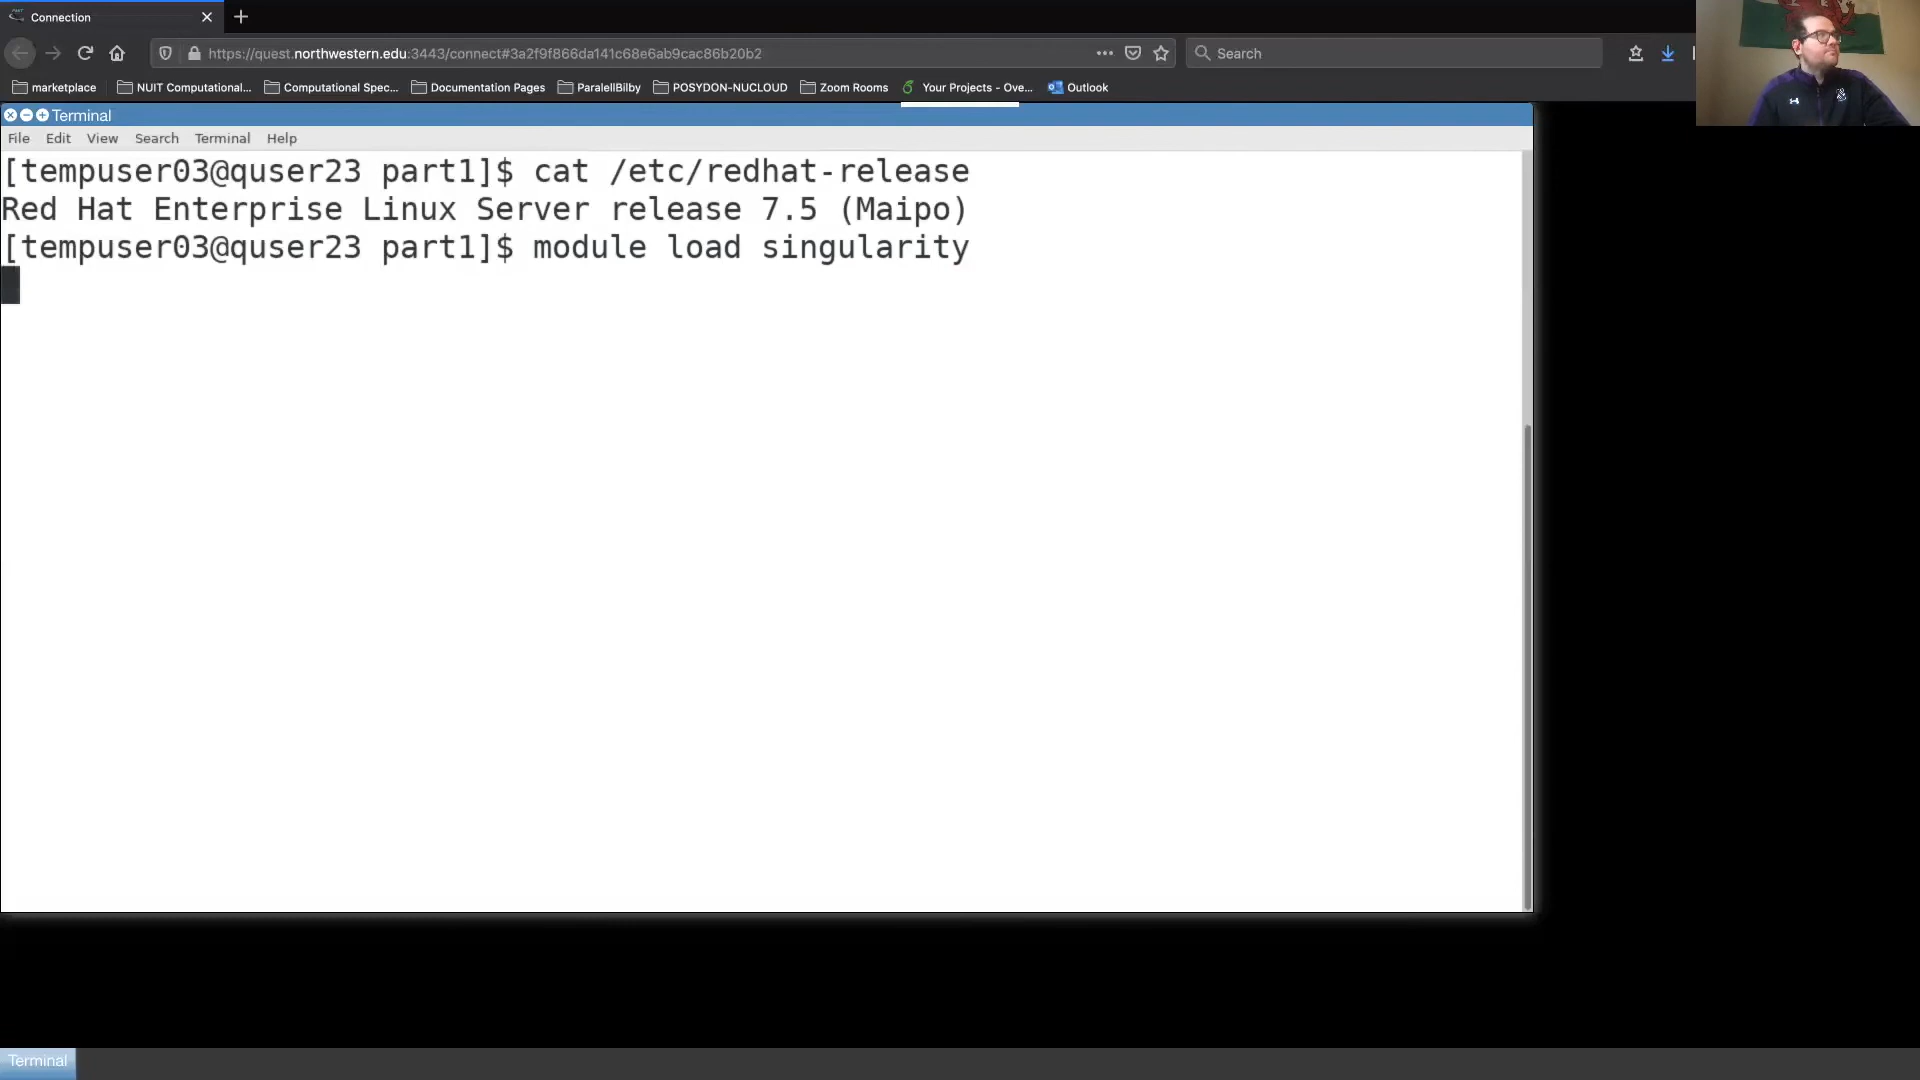 Connection
https://quest.northwestern.edu:3443/connect#3a2f9f866da141c68e6ab9cac86b20b2
Search
marketplace
NUIT Computational...
Computational Spec...
Documentation Pages
ParalellBilby
POSYDON-NUCLOUD
Zoom Rooms
Your Projects - Ove...
Outlook
Terminal
File Edit View Search Terminal Help
[tempuser03@quser23 part1]$ cat /etc/redhat-release
Red Hat Enterprise Linux Server release 7.5 (Maipo)
[tempuser03@quser23 part1]$ module load singularity
Terminal